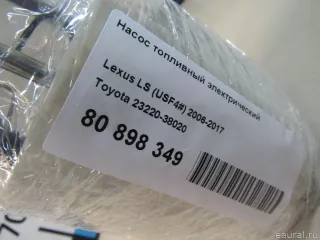 Насос топливный электрический
Lexus LS (USF4#) 2006-2017
Toyota 23220-38020
80 898 349
eaural.ru